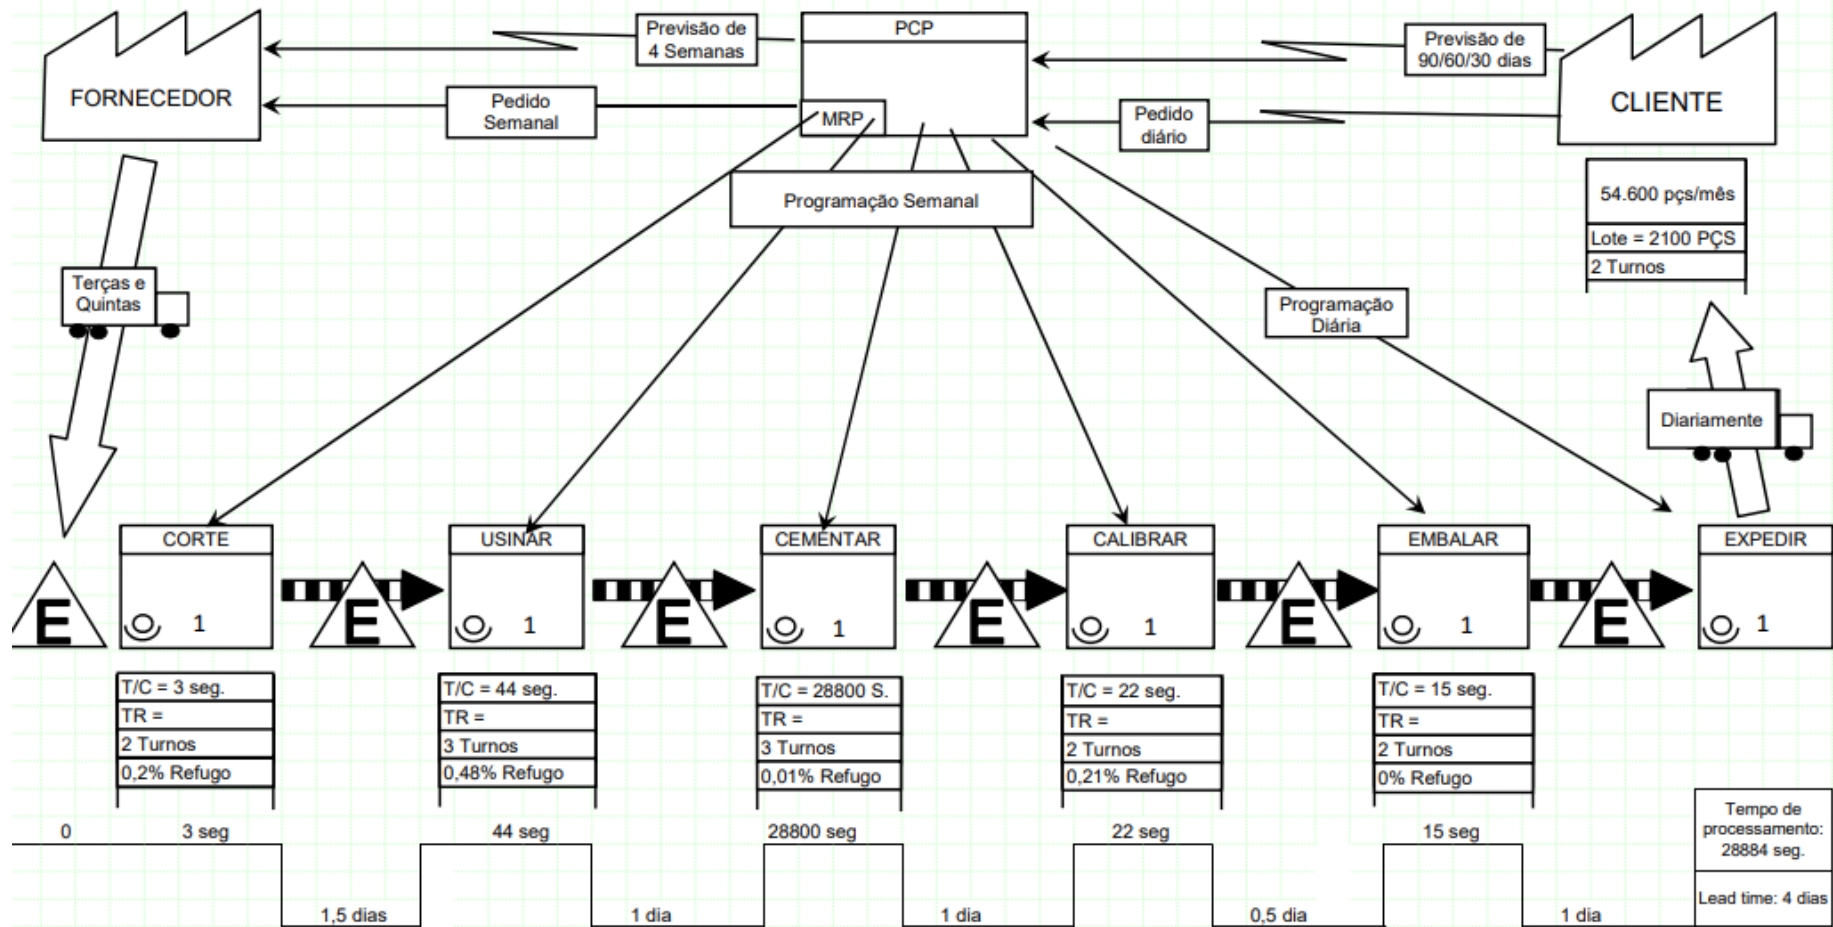 FORNECEDOR
Previsão de
4 Semanas
Pedido
Semanal
PCP
MRP
Previsão de
90/60/30 dias
Pedido
diário
CLIENTE
54.600 pçs/mês
Lote = 2100 PÇS
2 Turnos
Programação Semanal
Terças e
Quintas
Programação
Diária
Diariamente
E
CORTE
1
E
USINAR
1
E
CEMENTAR
1
E
CALIBRAR
1
E
EMBALAR
1
E
EXPEDIR
1
T/C = 3 seg.
TR =
2 Turnos
0,2% Refugo
T/C = 44 seg.
TR =
3 Turnos
0,48% Refugo
T/C = 28800 S.
TR =
3 Turnos
0,01% Refugo
T/C = 22 seg.
TR =
2 Turnos
0,21% Refugo
T/C = 15 seg.
TR =
2 Turnos
0% Refugo
0
3 seg
44 seg
28800 seg
22 seg
15 seg
1,5 dias
1 dia
1 dia
0,5 dia
1 dia
Tempo de
processamento:
28884 seg.
Lead time: 4 dias